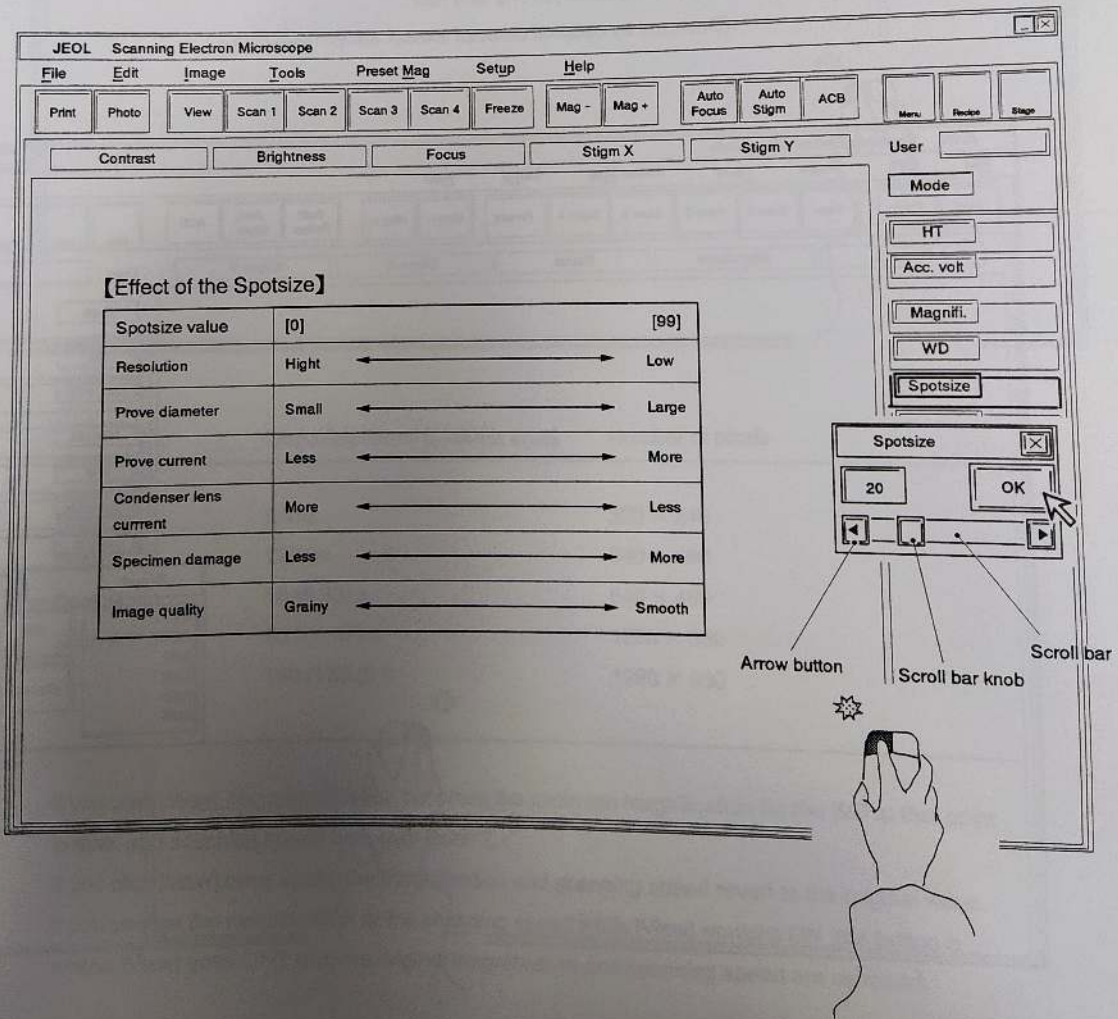 JEOL Scanning Electron Microscope
File Edit Image Tools Preset Mag Setup Help
Print Photo View Scan 1 Scan 2 Scan 3 Scan 4 Freeze Mag - Mag + Auto Focus Auto Stigm ACB Menu Recipe Stage
Contrast Brightness Focus Stigm X Stigm Y User
Mode
HT
Acc. volt
Magnifi.
WD
Spotsize
【Effect of the Spotsize】
Spotsize value [0] [99]
Resolution Hight Low
Prove diameter Small Large
Prove current Less More
Condenser lens
currrent More Less
Specimen damage Less More
Image quality Grainy Smooth
Spotsize
20 OK
Arrow button
Scroll bar knob
Scroll bar